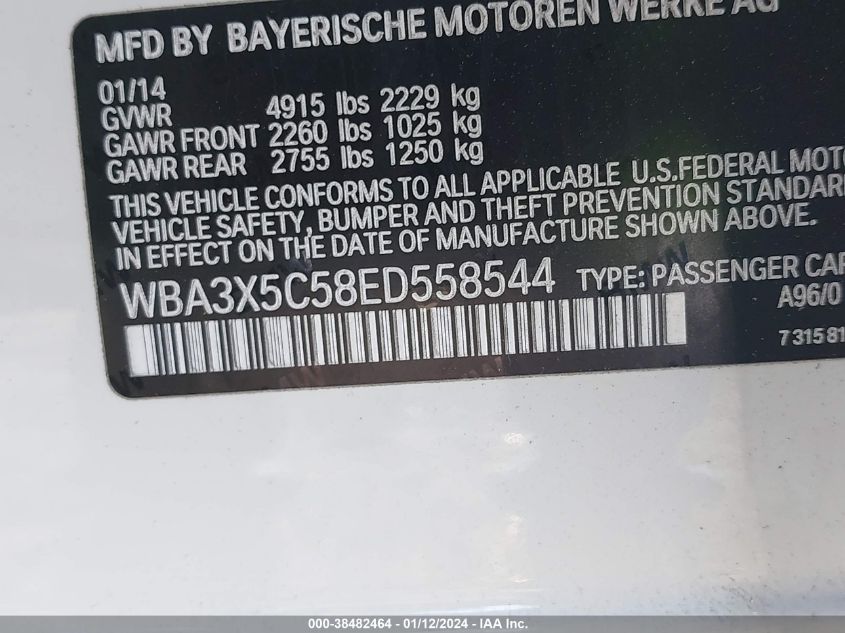 MFD BY BAYERISCHE MOTOREN WERKE AG
01/14
GVWR 4915 lbs 2229 kg
GAWR FRONT 2260 lbs 1025 kg
GAWR REAR 2755 lbs 1250 kg
THIS VEHICLE CONFORMS TO ALL APPLICABLE U.S.FEDERAL MOTO
VEHICLE SAFETY, BUMPER AND THEFT PREVENTION STANDAR
IN EFFECT ON THE DATE OF MANUFACTURE SHOWN ABOVE.
WBA3X5C58ED558544 TYPE: PASSENGER CAR
A96/0
731581
000-38482464 - 01/12/2024 - IAA Inc.